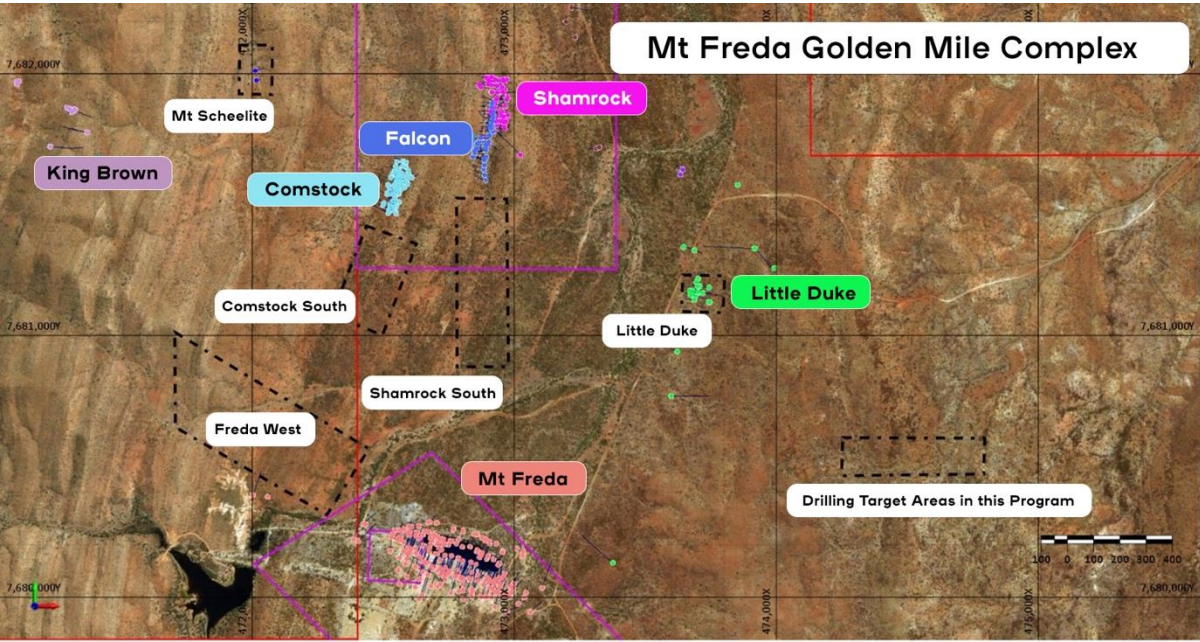 Mt Freda Golden Mile Complex
7,682,000Y
473,000X
474,000X
Mt Scheelite
Shamrock
Falcon
King Brown
Comstock
Comstock South
Little Duke
Little Duke
7,681,000Y
7,681,000Y
Shamrock South
Freda West
Mt Freda
Drilling Target Areas in this Program
100 0 100 200 300 400
7,680,000Y
7,680,000Y
473,000X
474,000X